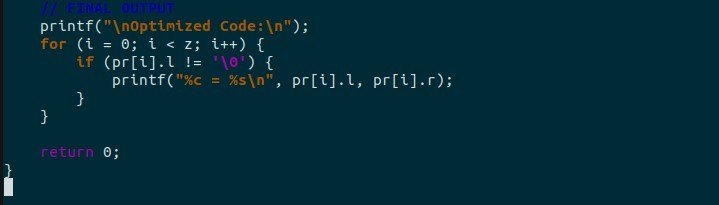 // FINAL OUTPUT
printf("\nOptimized Code:\n");
for (i = 0; i < z; i++) {
if (pr[i].l != '\0') {
printf("%c = %s\n", pr[i].l, pr[i].r);
}
}
return 0;
}